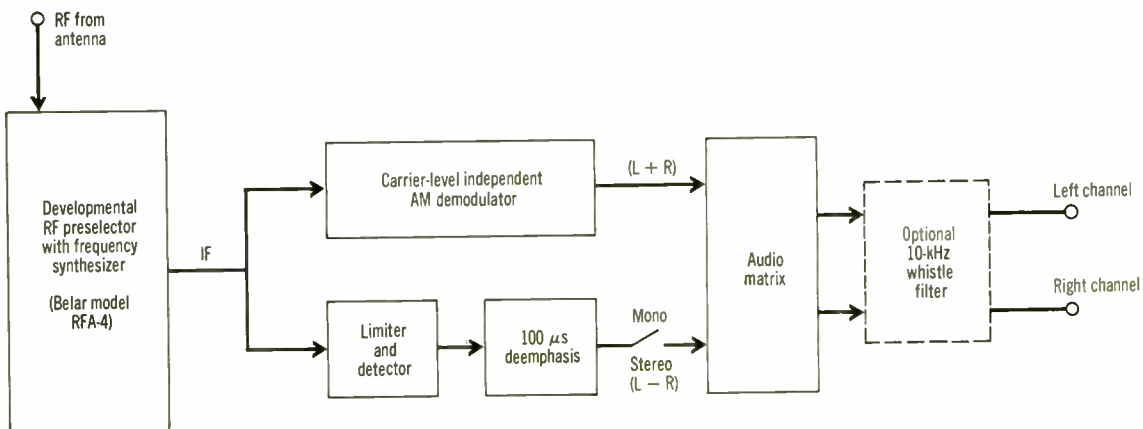 RF from
antenna
Developmental
RF preselector
with frequency
synthesizer
(Belar model
RFA-4)
IF
Carrier-level independent
AM demodulator
(L + R)
Limiter
and
detector
100 μs
deemphasis
Mono
Stereo
(L − R)
Audio
matrix
Optional
10-kHz
whistle
filter
Left channel
Right channel